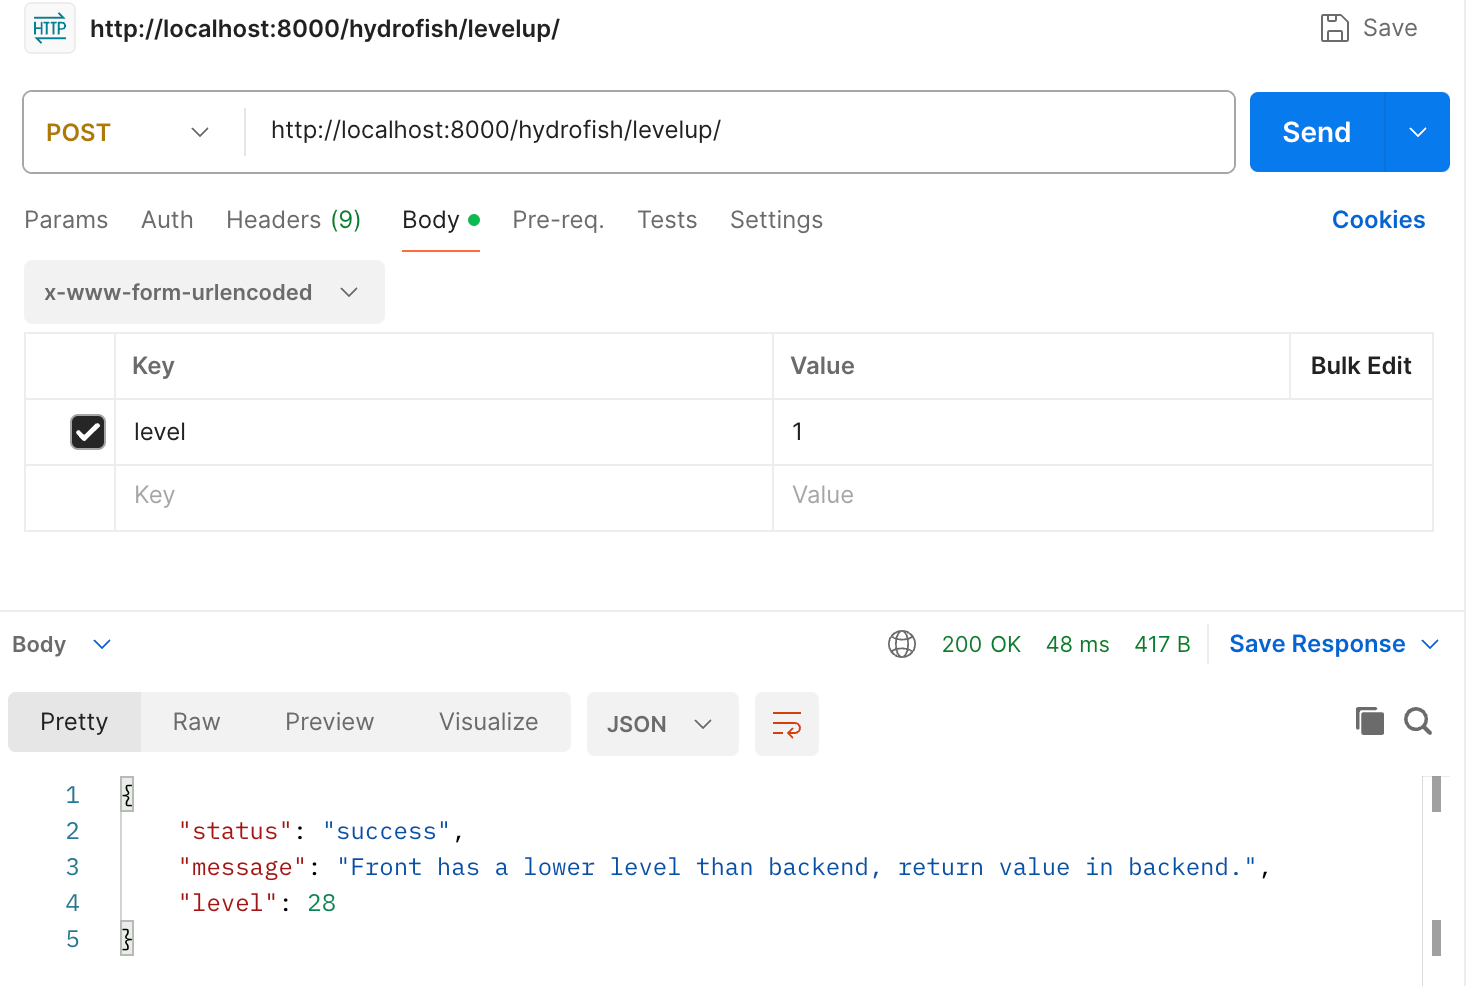 HTTP http://localhost:8000/hydrofish/levelup/ Save
POST http://localhost:8000/hydrofish/levelup/ Send
Params Auth Headers (9) Body Pre-req. Tests Settings Cookies
x-www-form-urlencoded
Key Value Bulk Edit
level 1
Key Value
Body 200 OK 48 ms 417 B Save Response
Pretty Raw Preview Visualize JSON
1 {
2 "status": "success",
3 "message": "Front has a lower level than backend, return value in backend.",
4 "level": 28
5 }